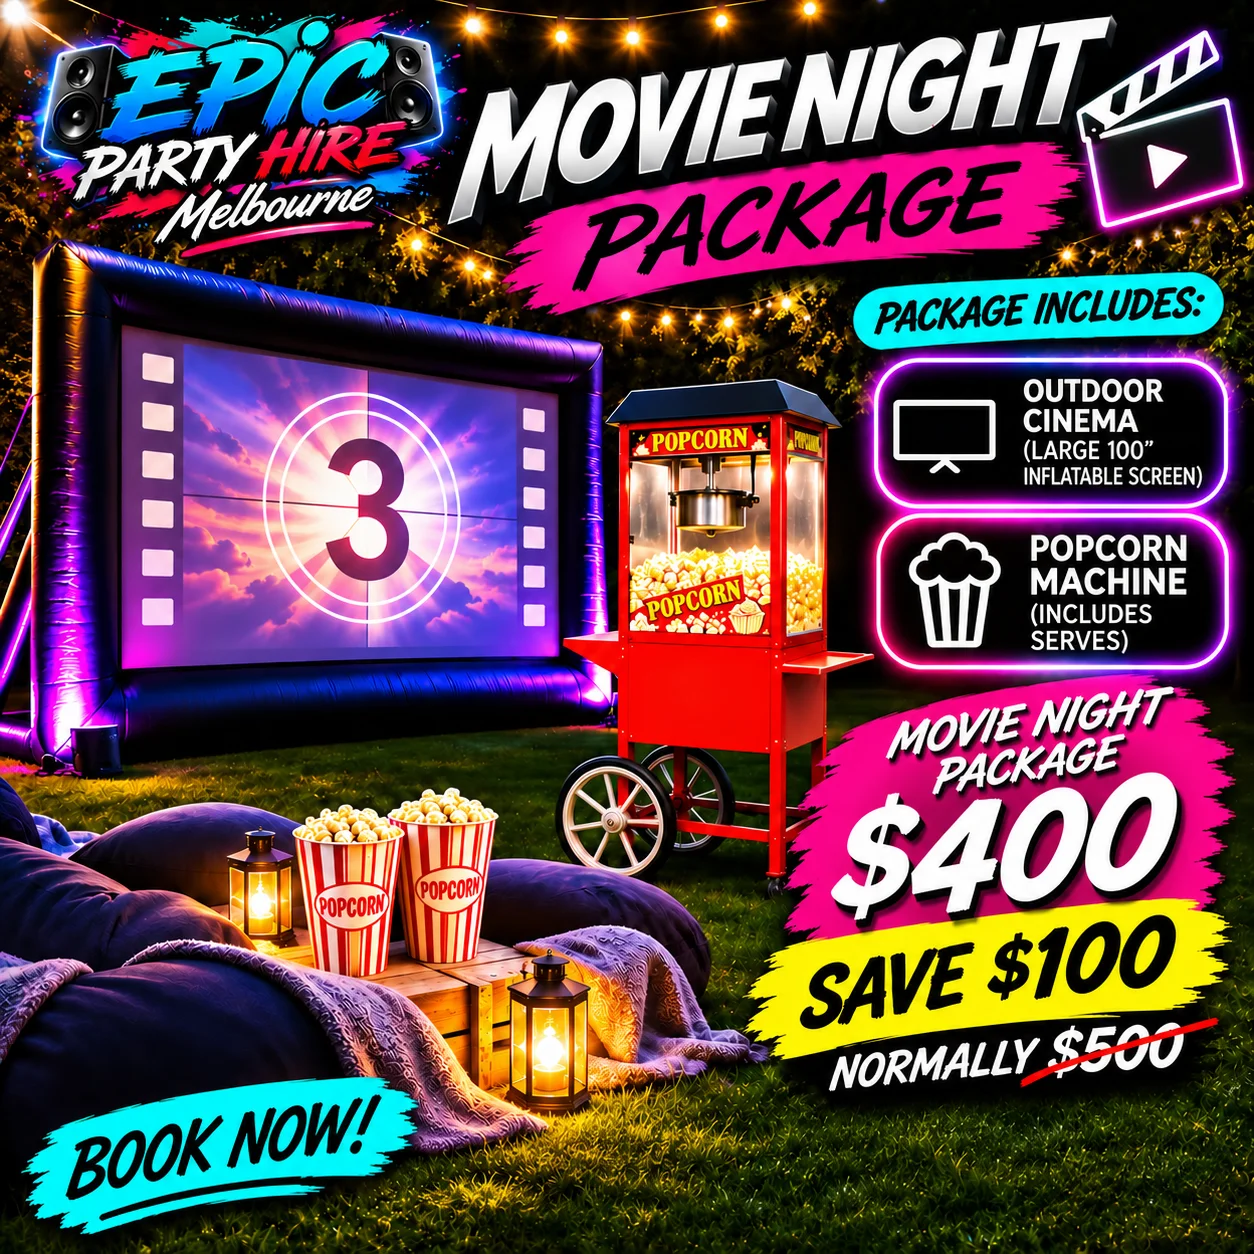 EPIC
PARTY HIRE
Melbourne
MOVIE NIGHT
PACKAGE
PACKAGE INCLUDES:
OUTDOOR
CINEMA
(LARGE 100”
INFLATABLE SCREEN)
POPCORN
MACHINE
(INCLUDES
SERVES)
3
POPCORN
POPCORN
POPCORN
MOVIE NIGHT
PACKAGE
$400
SAVE $100
NORMALLY $500
POPCORN
POPCORN
BOOK NOW!